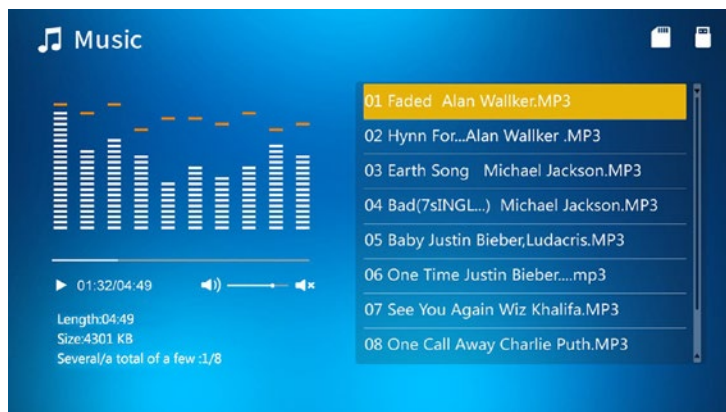 Music
01 Faded Alan Wallker.MP3
02 Hynn For...Alan Wallker .MP3
03 Earth Song Michael Jackson.MP3
04 Bad(7sINGL...) Michael Jackson.MP3
05 Baby Justin Bieber,Ludacris.MP3
06 One Time Justin Bieber....mp3
07 See You Again Wiz Khalifa.MP3
08 One Call Away Charlie Puth.MP3
01:32/04:49
Length:04:49
Size:4301 KB
Several/a total of a few :1/8